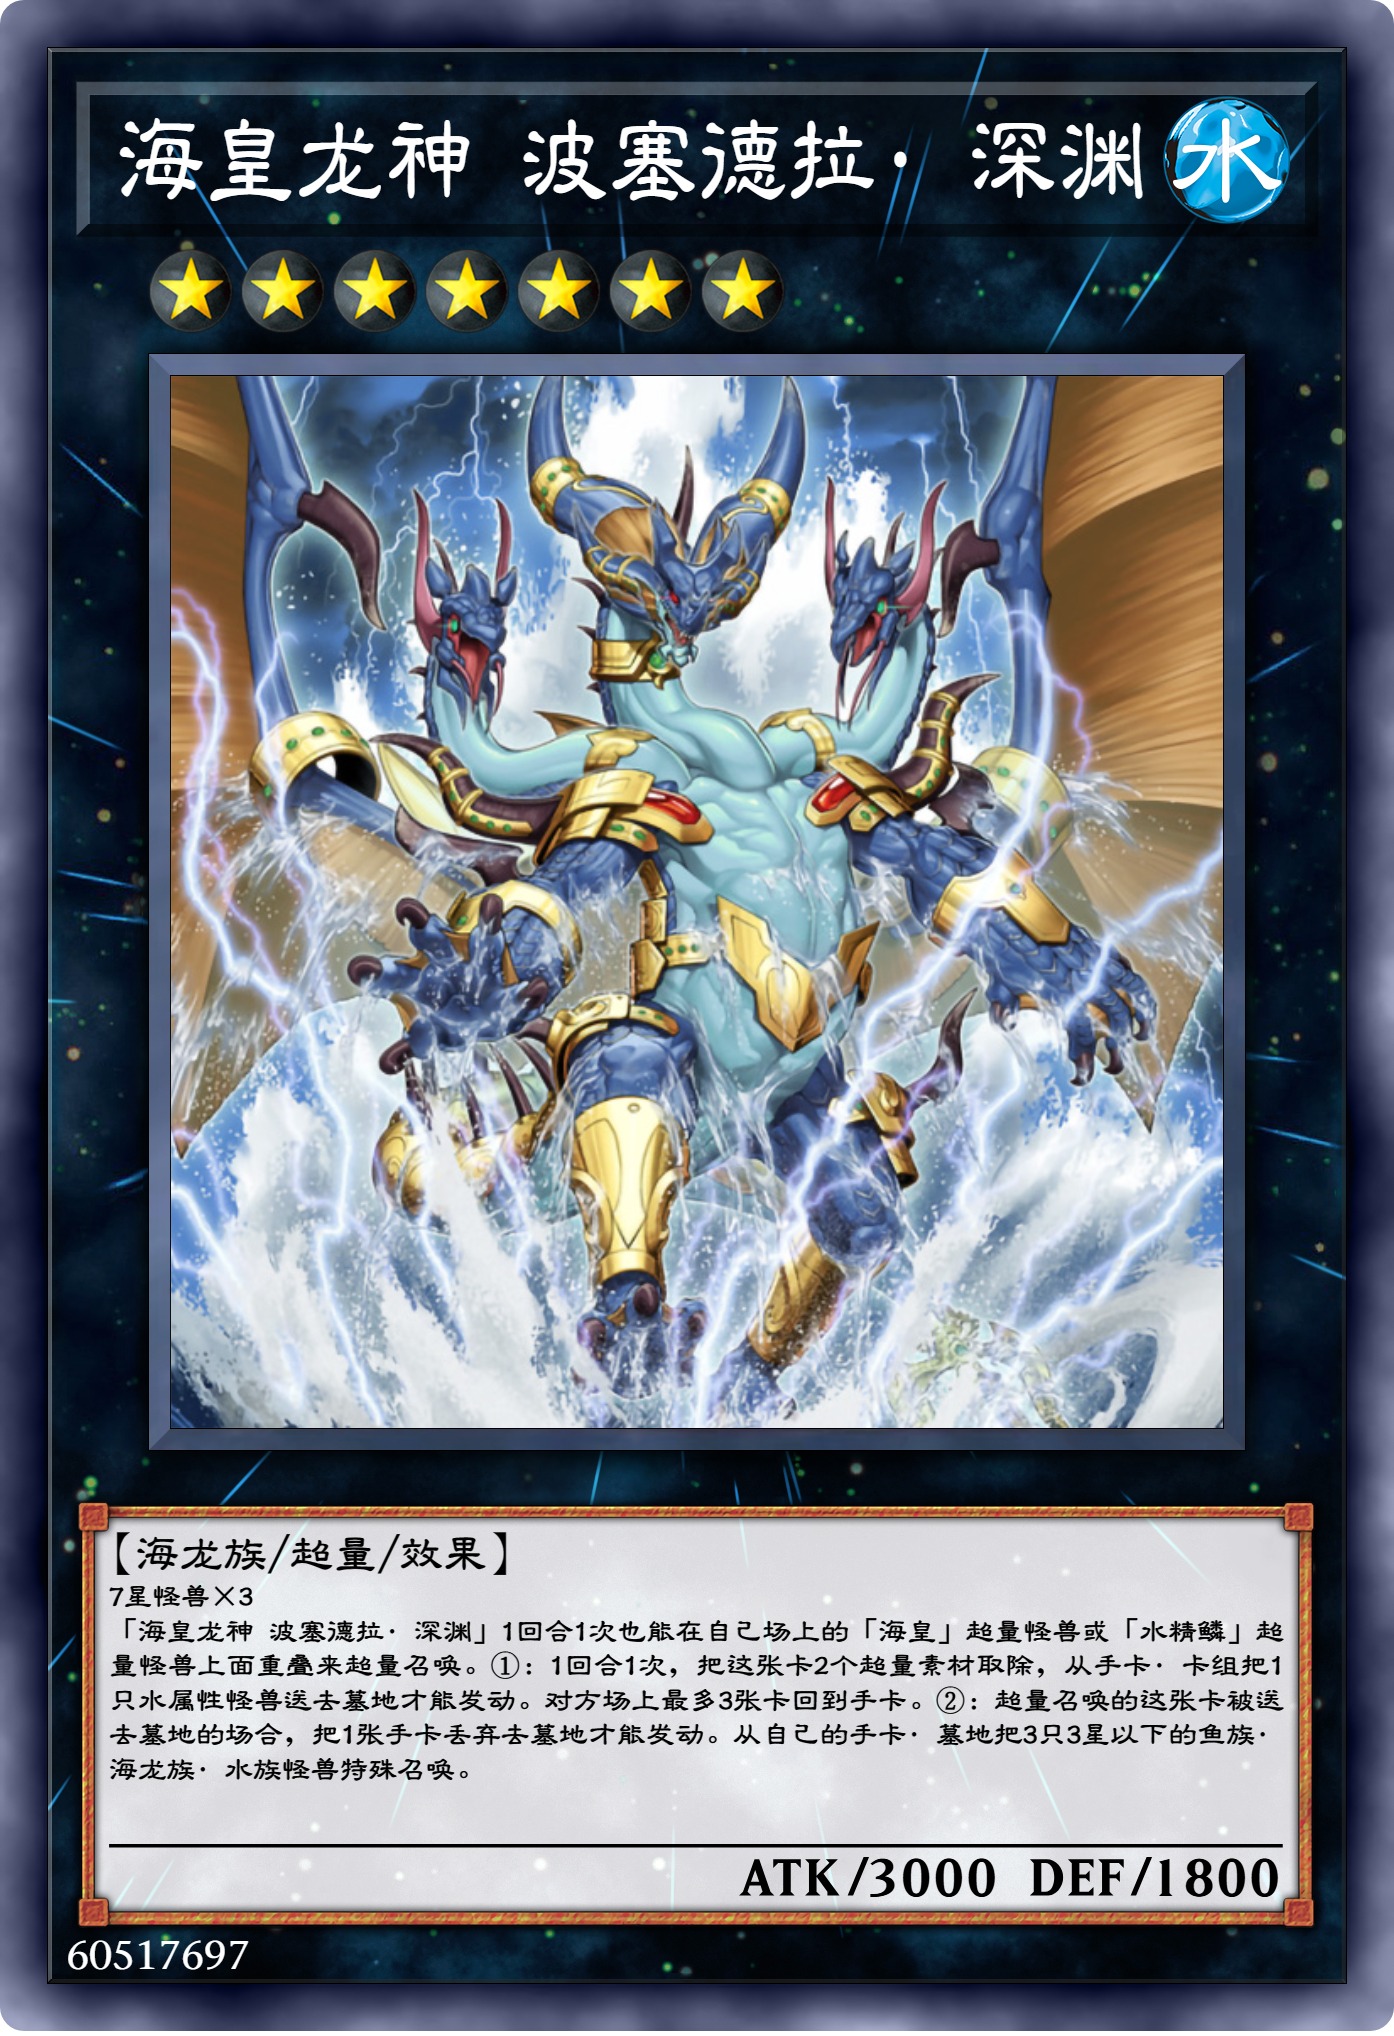 海皇龙神 波塞德拉·深渊 水
【海龙族/超量/效果】
7星怪兽×3
「海皇龙神 波塞德拉·深渊」1回合1次也能在自己场上的「海皇」超量怪兽或「水精鳞」超
量怪兽上面重叠来超量召唤。①：1回合1次，把这张卡2个超量素材取除，从手卡·卡组把1
只水属性怪兽送去墓地才能发动。对方场上最多3张卡回到手卡。②：超量召唤的这张卡被送
去墓地的场合，把1张手卡丢弃去墓地才能发动。从自己的手卡·墓地把3只3星以下的鱼族·
海龙族·水族怪兽特殊召唤。
ATK/3000 DEF/1800
60517697